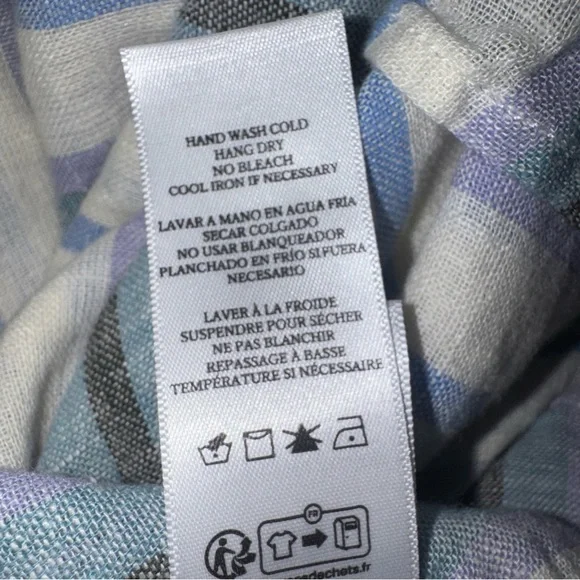 HAND WASH COLD
HANG DRY
NO BLEACH
COOL IRON IF NECESSARY
LAVAR A MANO EN AGUA FRÍA
SECAR COLGADO
NO USAR BLANQUEADOR
PLANCHADO EN FRÍO SI FUERA
NECESARIO
LAVER À LA FROIDE
SUSPENDRE POUR SÉCHER
NE PAS BLANCHIR
REPASSAGE À BASSE
TEMPÉRATURE SI NÉCESSAIRE
FR